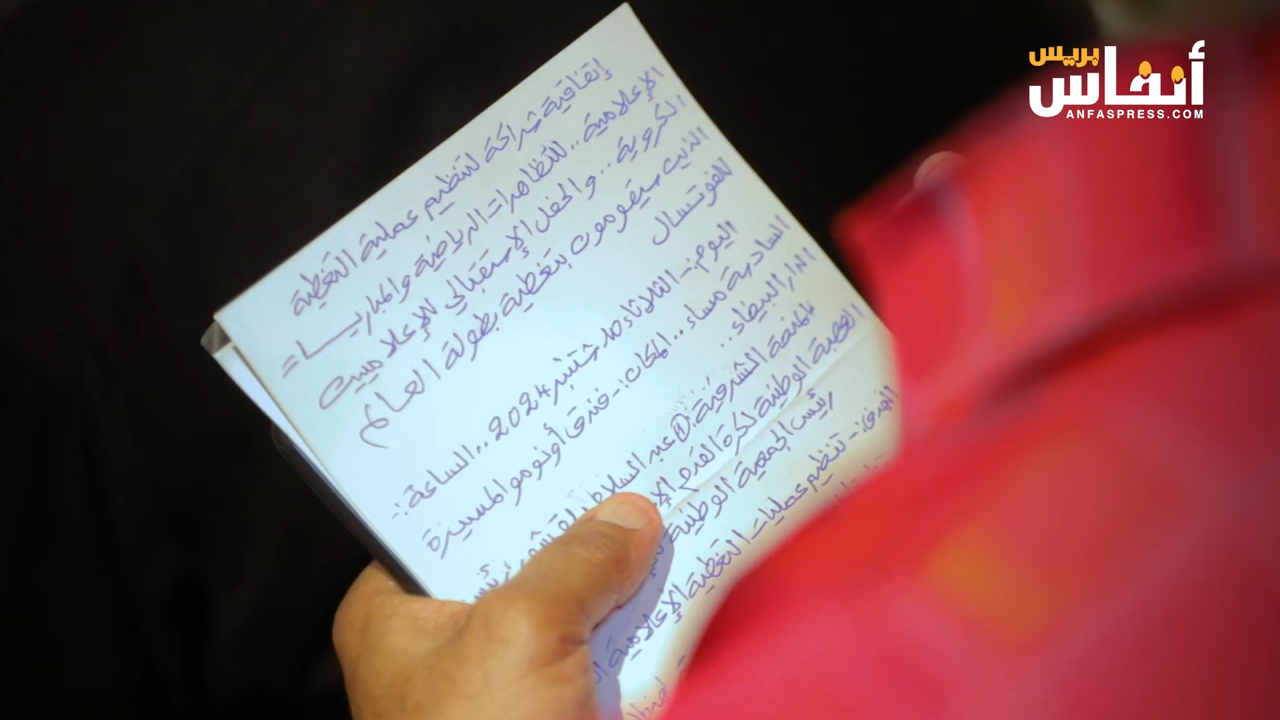 أنفاس بريس
ANFASPRESS.COM
إتفاقية شراكة لتنظيم عملية التغطية
الإعلامية.. للتظاهرات الرياضية والمباريات
الكروية.. والحفل الإستقبالي للإعلاميين
الذين سيقومون بتغطية بطولة العالم
للفوتسال
اليوم:- الثلاثاء شتنبر 2024.. الساعة:-
السادسة مساء.. المكان:- فندق أونومو المسيرة
الدار البيضاء..
المنصة الشرفية: ① عبد السلام
العصبة الوطنية لكرة القدم
رئيس الجمعية الوطنية
الهدف:- تنظيم عمليات التغطية الإعلامية